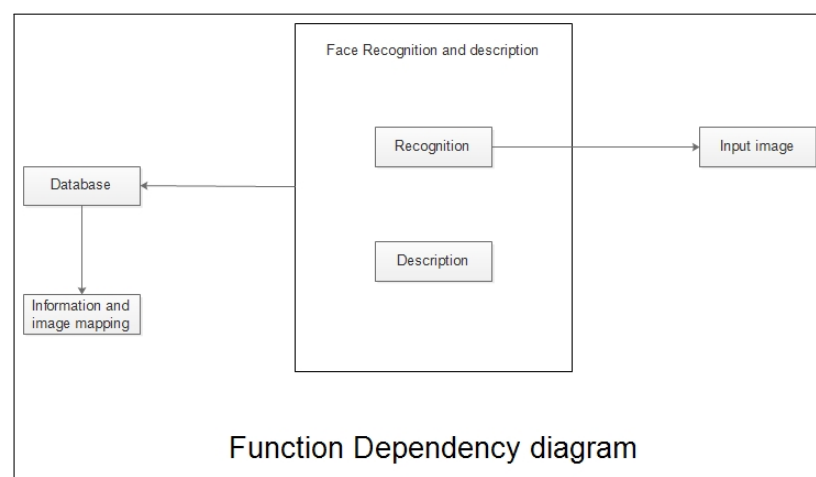 Face Recognition and description
Recognition
Input image
Database
Description
Information and
image mapping
Function Dependency diagram